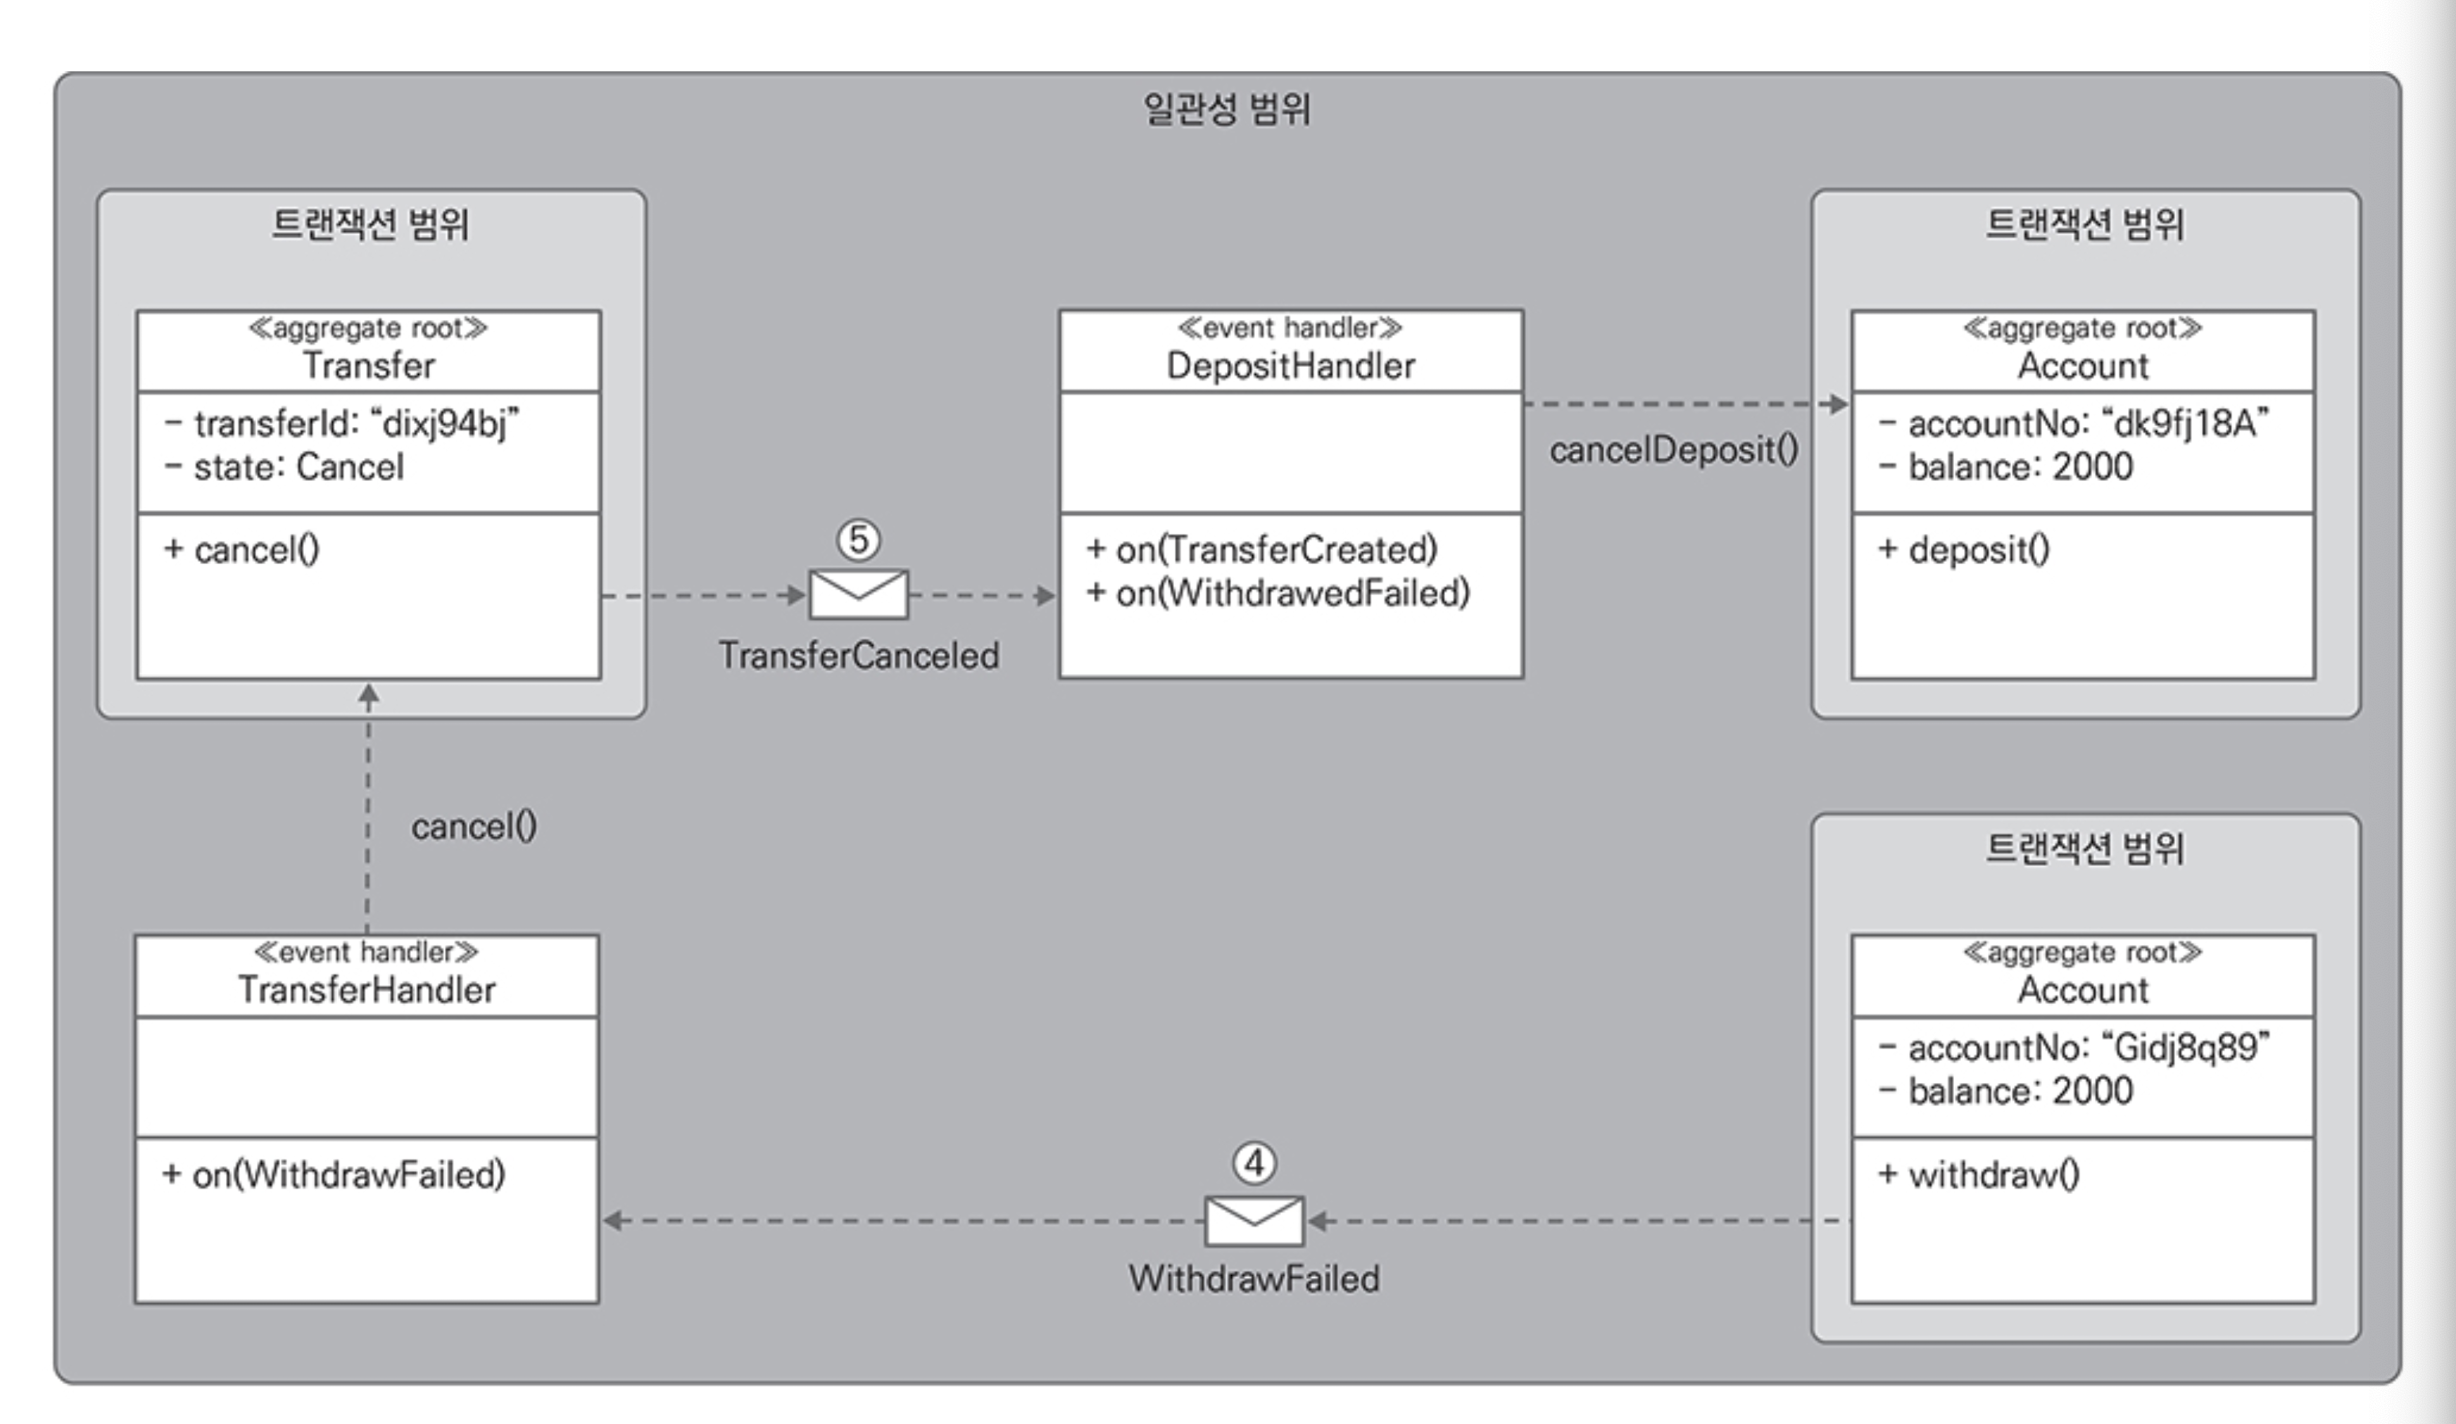 일관성 범위
트랜잭션 범위
≪aggregate root≫
Transfer
- transferId: “dixj94bj”
- state: Cancel
+ cancel()
⑤
TransferCanceled
≪event handler≫
DepositHandler
+ on(TransferCreated)
+ on(WithdrawedFailed)
cancelDeposit()
트랜잭션 범위
≪aggregate root≫
Account
- accountNo: “dk9fj18A”
- balance: 2000
+ deposit()
cancel()
≪event handler≫
TransferHandler
+ on(WithdrawFailed)
④
WithdrawFailed
트랜잭션 범위
≪aggregate root≫
Account
- accountNo: “Gidj8q89”
- balance: 2000
+ withdraw()